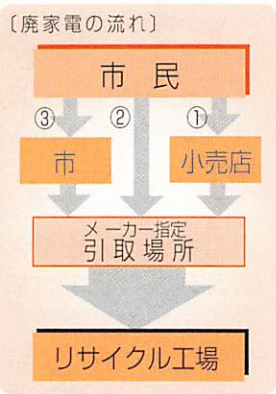 〔廃家電の流れ〕
市民
③ ② ①
市 小売店
メーカー指定
引取場所
リサイクル工場